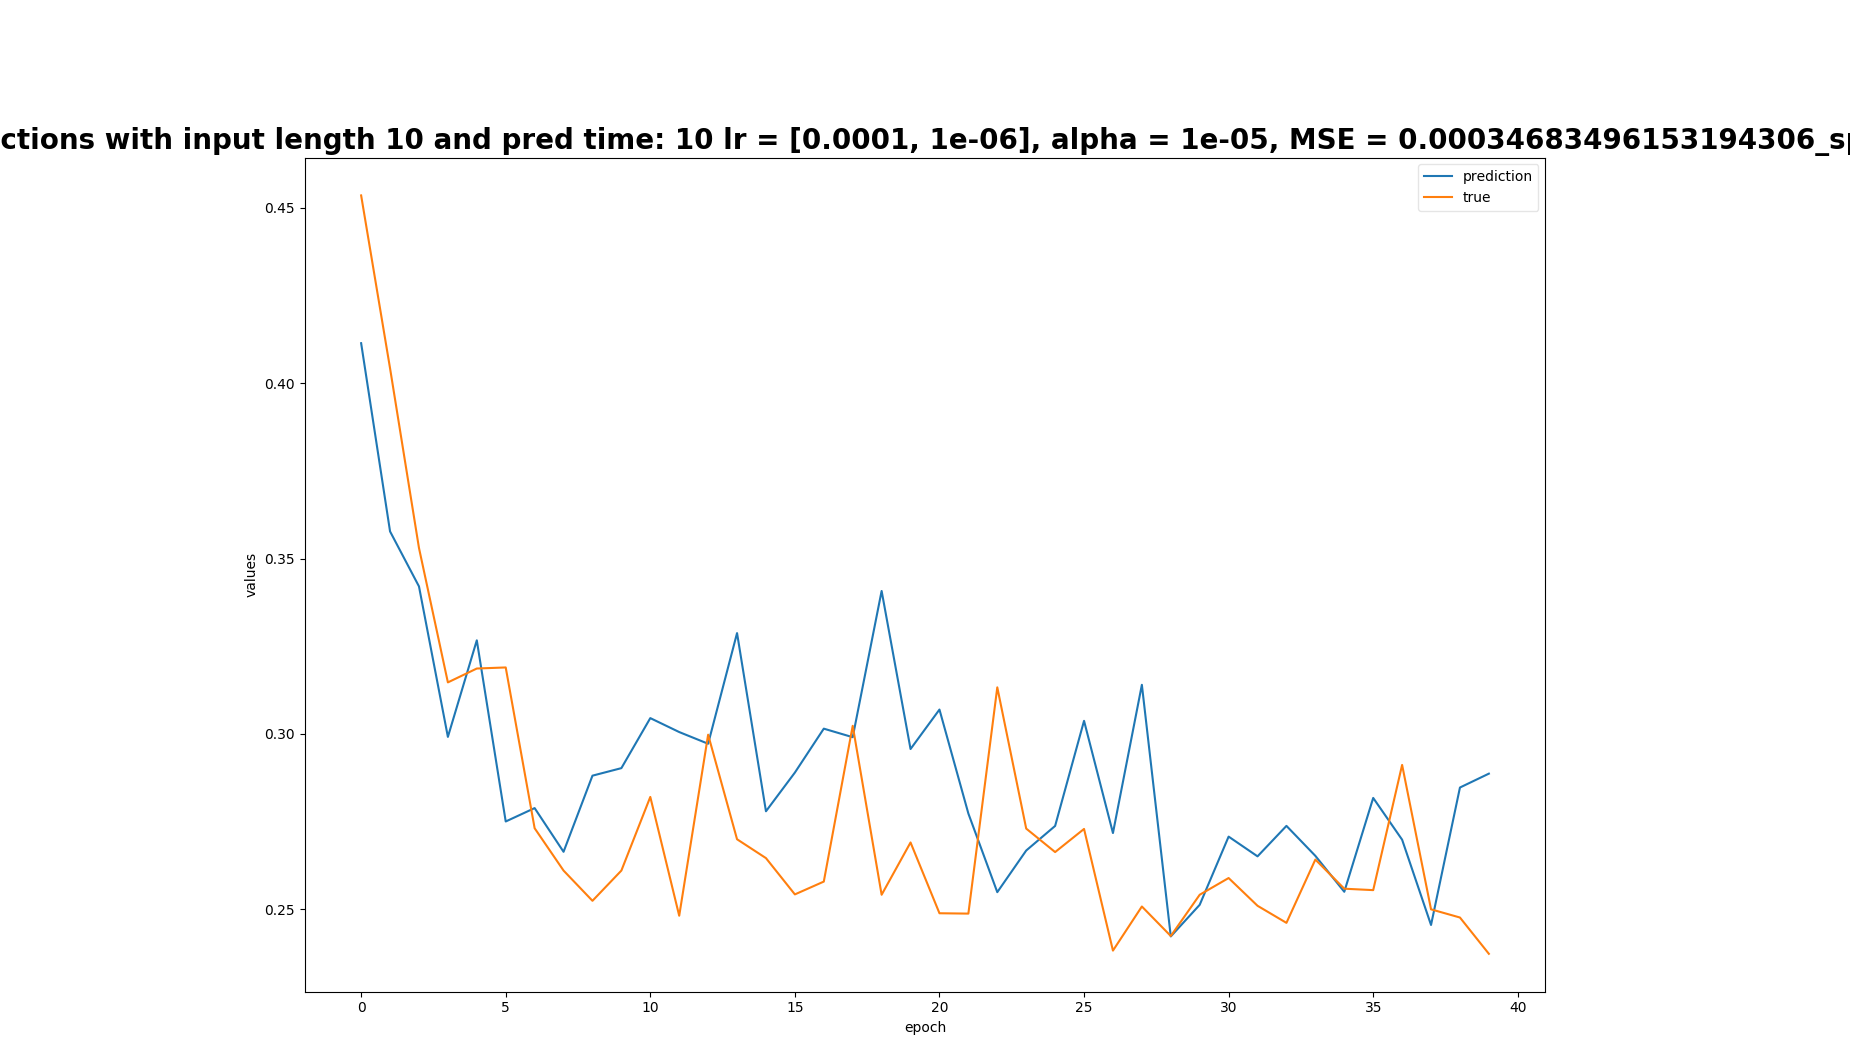 ctions with input length 10 and pred time: 10 lr = [0.0001, 1e-06], alpha = 1e-05, MSE = 0.00034683496153194306_sp
prediction
true
0.45
0.40
0.35
0.30
0.25
values
0 5 10 15 20 25 30 35 40
epoch